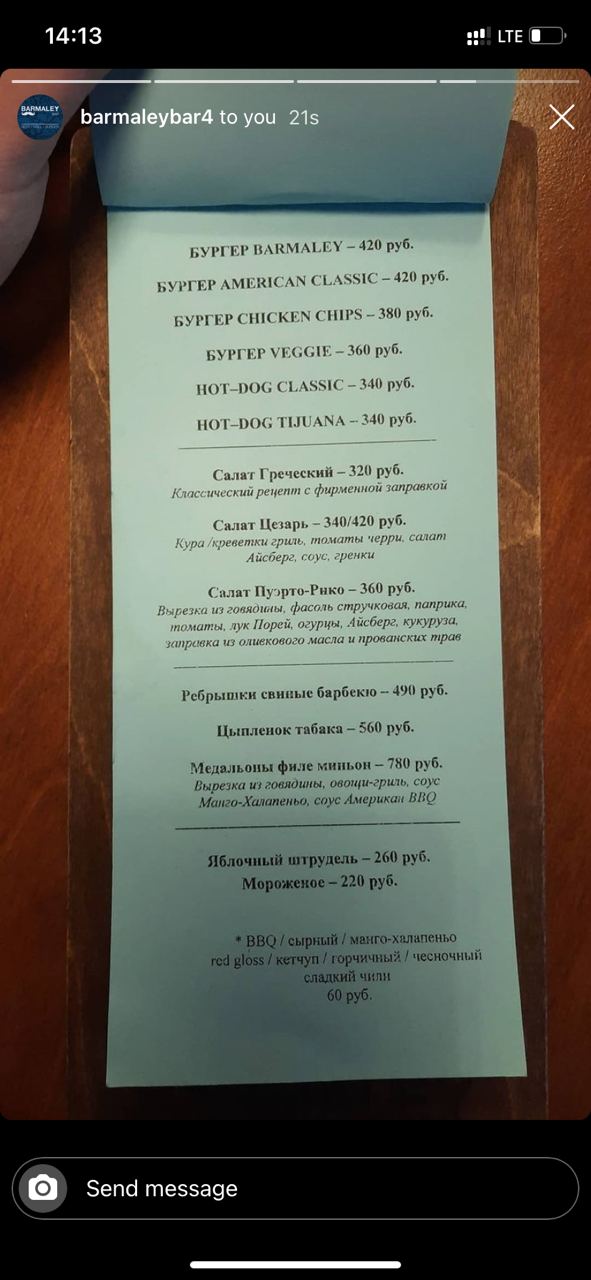 14:13
LTE
BARMALEY
barmaleybar4 to you 21s
БУРГЕР BARMALEY – 420 руб.
БУРГЕР AMERICAN CLASSIC – 420 руб.
БУРГЕР CHICKEN CHIPS – 380 руб.
БУРГЕР VEGGIE – 360 руб.
HOT–DOG CLASSIC – 340 руб.
HOT–DOG TIJUANA – 340 руб.
Салат Греческий – 320 руб.
Классический рецепт с фирменной заправкой
Салат Цезарь – 340/420 руб.
Кура /креветки гриль, томаты черри, салат
Айсберг, соус, гренки
Салат Пуэрто-Рико – 360 руб.
Вырезка из говядины, фасоль стручковая, паприка,
томаты, лук Порей, огурцы, Айсберг, кукуруза,
заправка из оливкового масла и прованских трав
Ребрышки свиные барбекю – 490 руб.
Цыпленок табака – 560 руб.
Медальоны филе миньон – 780 руб.
Вырезка из говядины, овощи-гриль, соус
Манго-Халапеньо, соус Американ BBQ
Яблочный штрудель – 260 руб.
Мороженое – 220 руб.
* BBQ / сырный / манго-халапеньо
red gloss / кетчуп / горчичный / чесночный
сладкий чили
60 руб.
Send message